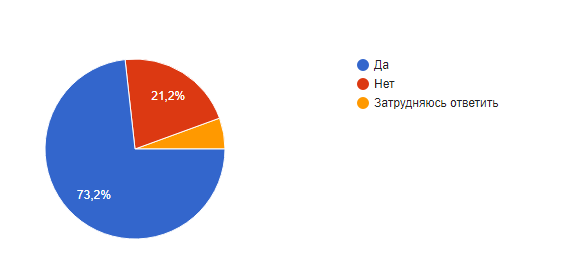 Да
21,2%
Нет
Затрудняюсь ответить
73,2%